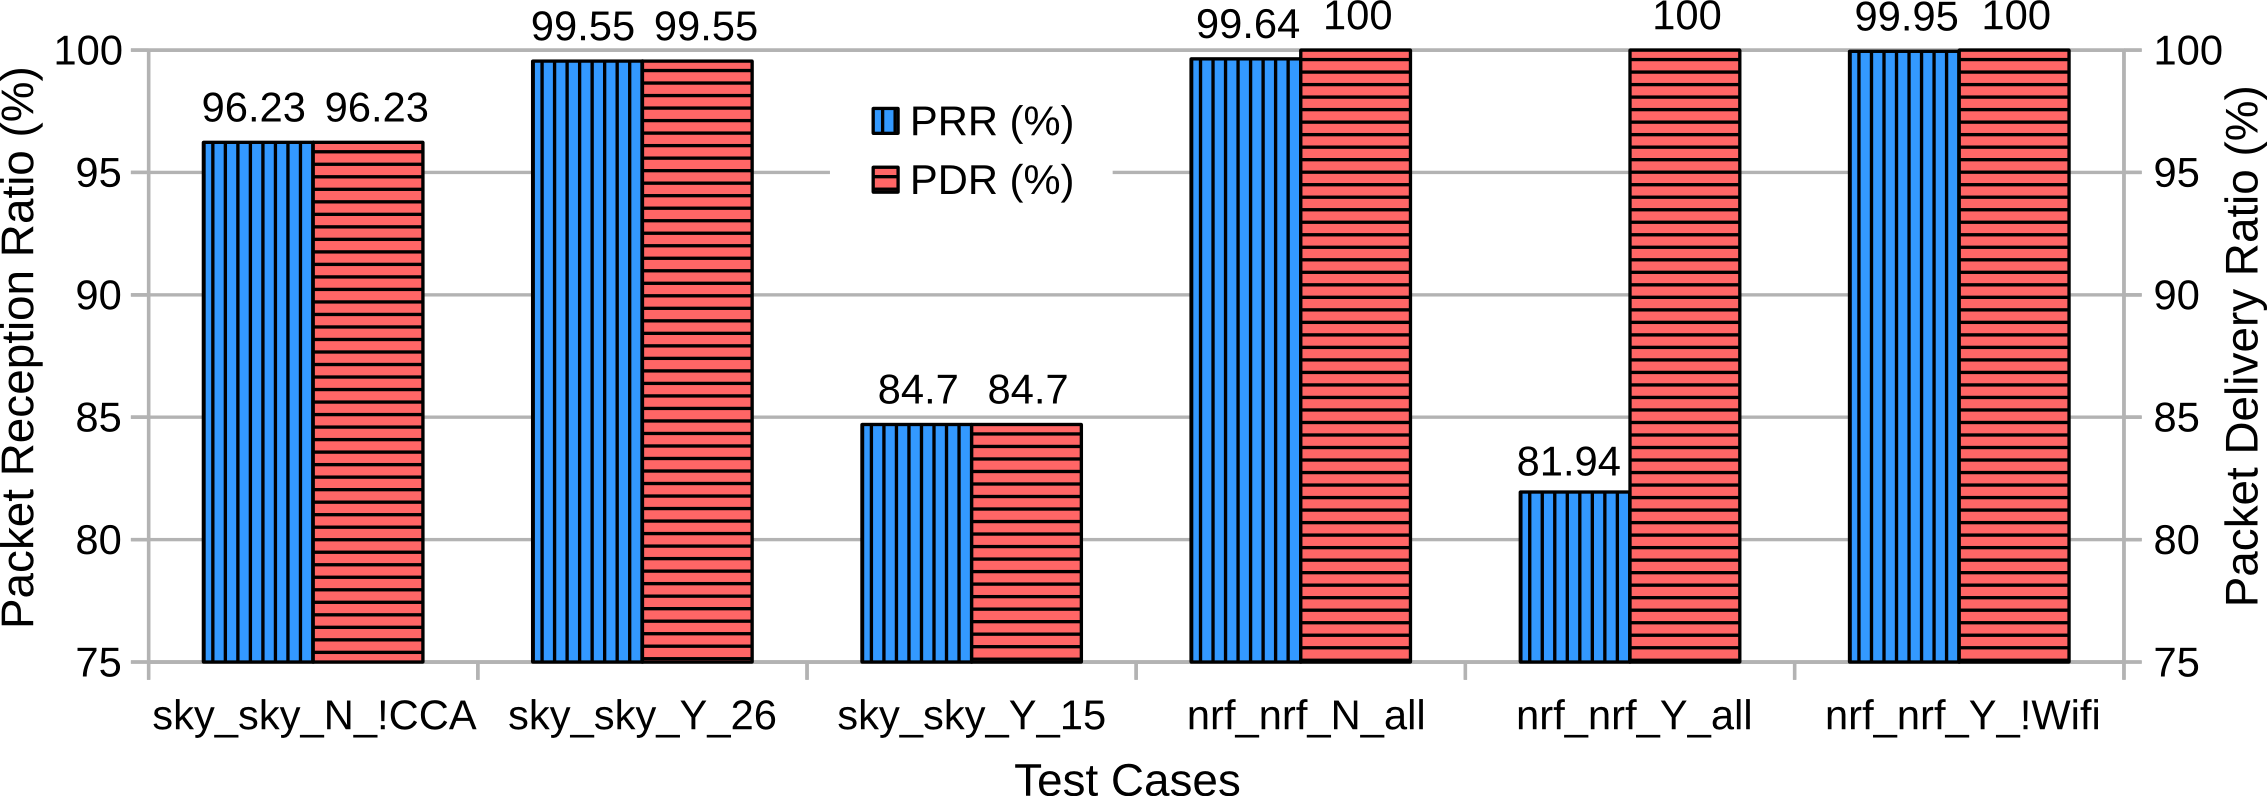 99.55 99.55 99.64 100 100 99.95 100
100 100
96.23 96.23
PRR (%)
95 PDR (%) 95
90 90
84.7 84.7
85 85
81.94
80 80
75 75
Packet Reception Ratio (%)
Packet Delivery Ratio (%)
sky_sky_N_!CCA sky_sky_Y_26 sky_sky_Y_15 nrf_nrf_N_all nrf_nrf_Y_all nrf_nrf_Y_!Wifi
Test Cases